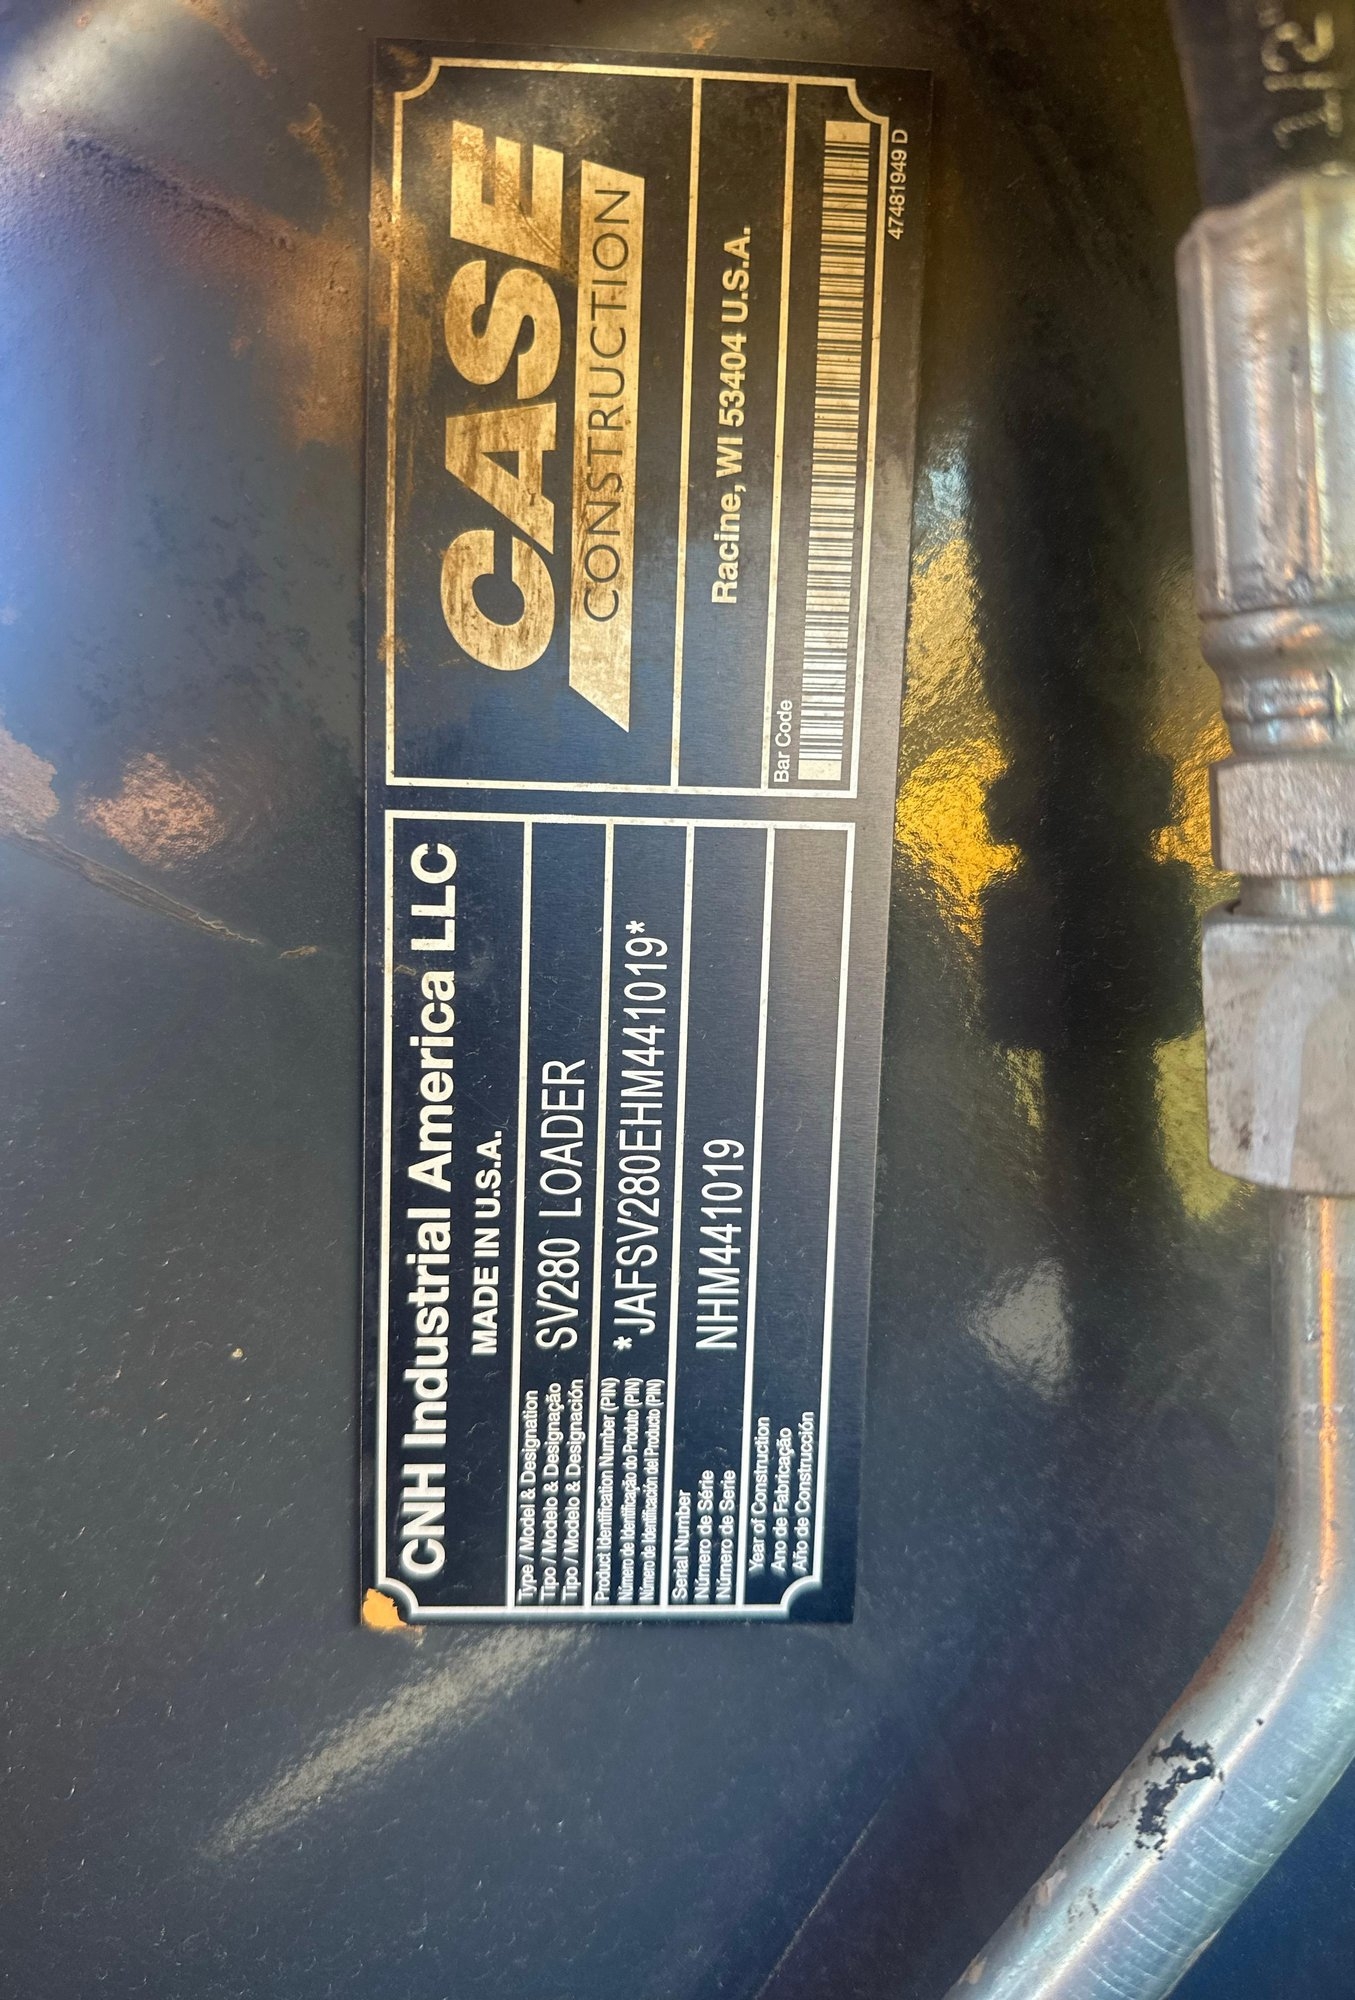 CNH Industrial America LLC
MADE IN U.S.A.
Type / Model & Designation
Tipo / Modelo & Designação
Tipo / Modelo & Designación
SV280 LOADER
Product Identification Number (PIN)
Número de Identificação do Produto (PIN)
Número de Identificación del Producto (PIN)
*JAFSV280EHM441019*
Serial Number
Número de Série
Número de Serie
NHM441019
Year of Construction
Ano de Fabricação
Año de Construcción
CASE
CONSTRUCTION
Racine, WI 53404 U.S.A.
Bar Code
47481949 D
1/2"